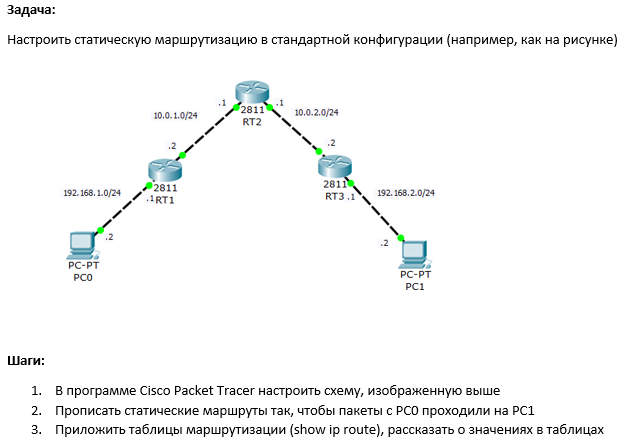 Задача:
Настроить статическую маршрутизацию в стандартной конфигурации (например, как на рисунке)
.1
2811
RT2
.1
10.0.1.0/24
10.0.2.0/24
.2
.2
192.168.1.0/24
2811
.1 RT1
2811
RT3 .1
192.168.2.0/24
.2
PC-PT
PC0
.2
PC-PT
PC1
Шаги:
1. В программе Cisco Packet Tracer настроить схему, изображенную выше
2. Прописать статические маршруты так, чтобы пакеты с PC0 проходили на PC1
3. Приложить таблицы маршрутизации (show ip route), рассказать о значениях в таблицах